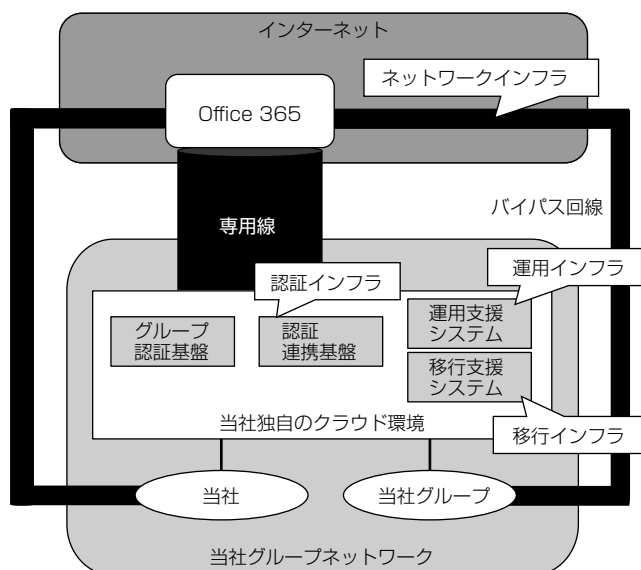 インターネット
ネットワークインフラ
Office 365
専用線
バイパス回線
認証インフラ
運用インフラ
グループ
認証基盤
認証
連携基盤
運用支援
システム
移行支援
システム
当社独自のクラウド環境
移行インフラ
当社
当社グループ
当社グループネットワーク